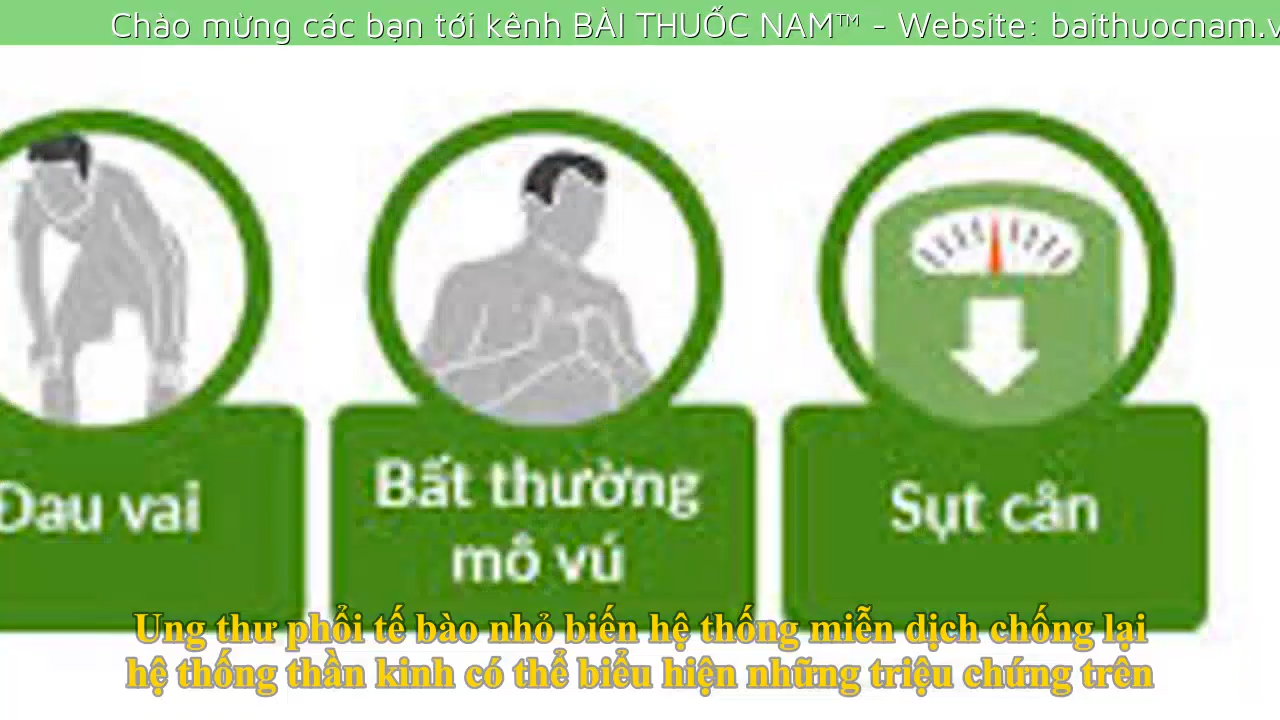 Chào mừng các bạn tới kênh BÀI THUỐC NAM™ - Website: baithuocnam.v
Đau vai
Bất thường
mô vú
Sụt cân
Ung thư phổi tế bào nhỏ biến hệ thống miễn dịch chống lại
hệ thống thần kinh có thể biểu hiện những triệu chứng trên